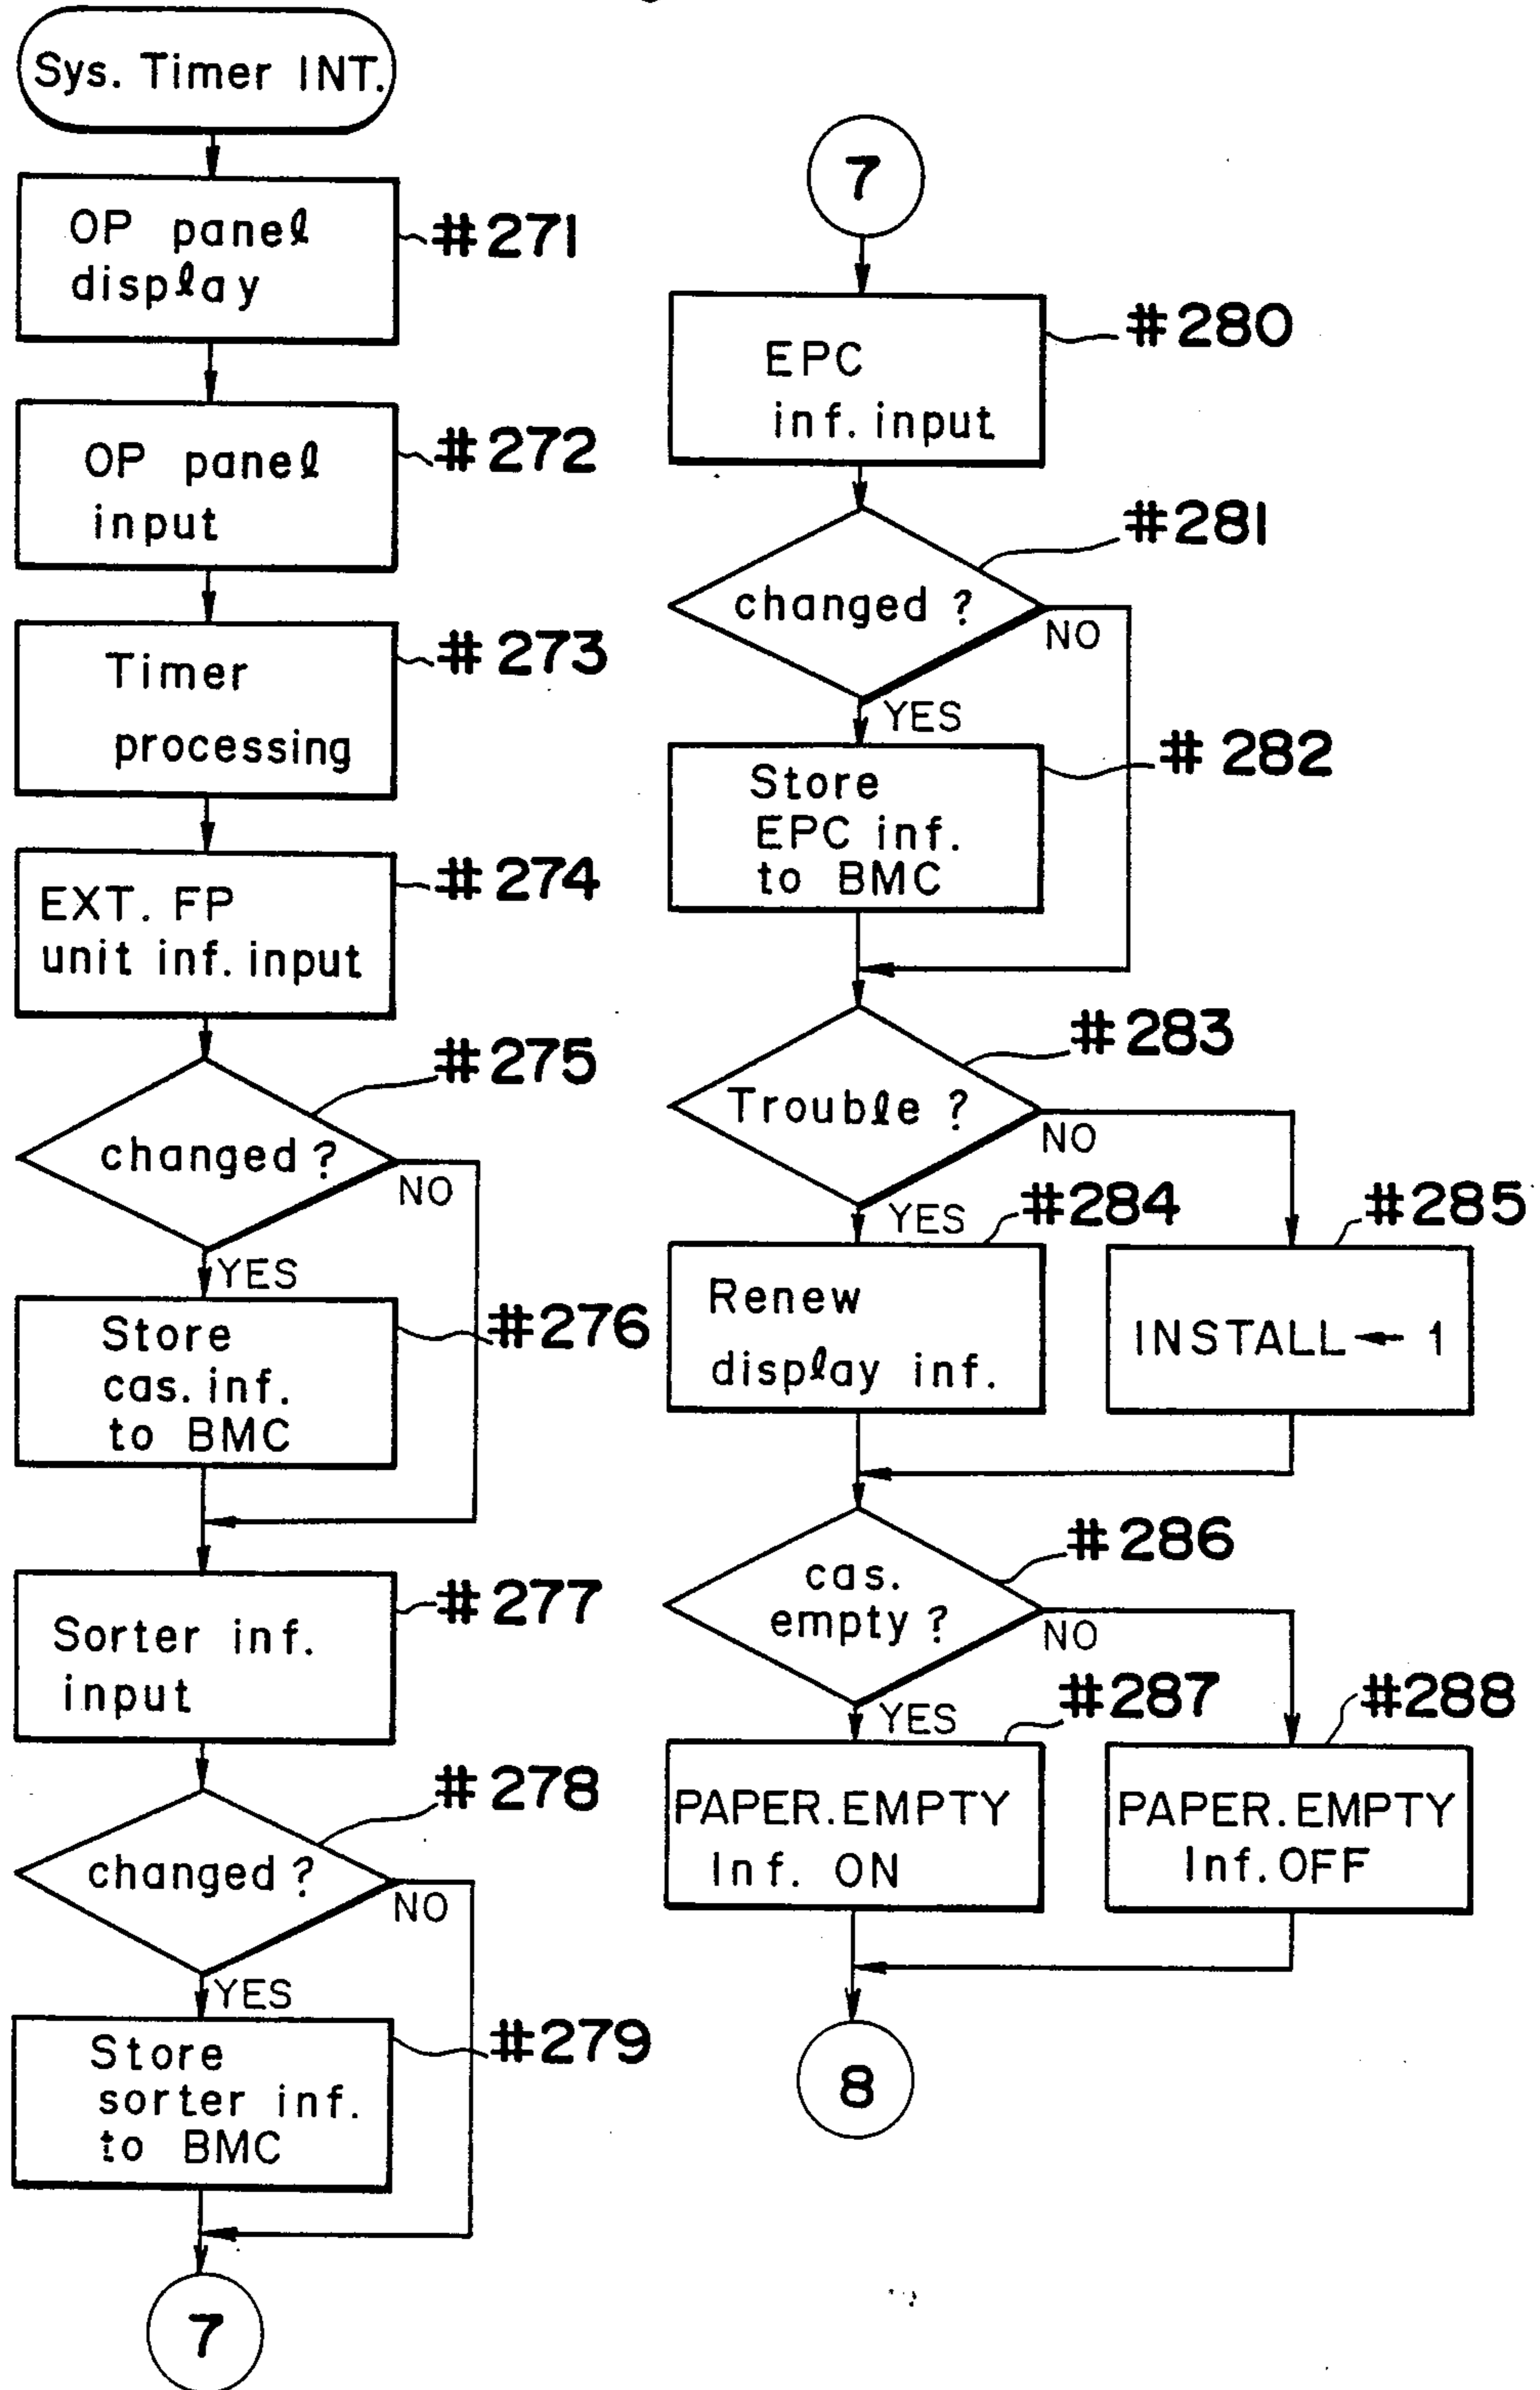 Sys. Timer INT.
OP panel
display
#271
OP panel
input
#272
Timer
processing
#273
EXT. FP
unit inf. input
#274
changed ?
#275
NO
YES
Store
cas. inf.
to BMC
#276
Sorter inf.
input
#277
changed ?
#278
NO
YES
Store
sorter inf.
to BMC
#279
7
7
EPC
inf. input
#280
changed ?
#281
NO
YES
Store
EPC inf.
to BMC
#282
Trouble ?
#283
NO
YES
Renew
display inf.
#284
INSTALL ← 1
#285
cas.
empty ?
#286
NO
YES
PAPER.EMPTY
Inf. ON
#287
PAPER.EMPTY
Inf. OFF
#288
8